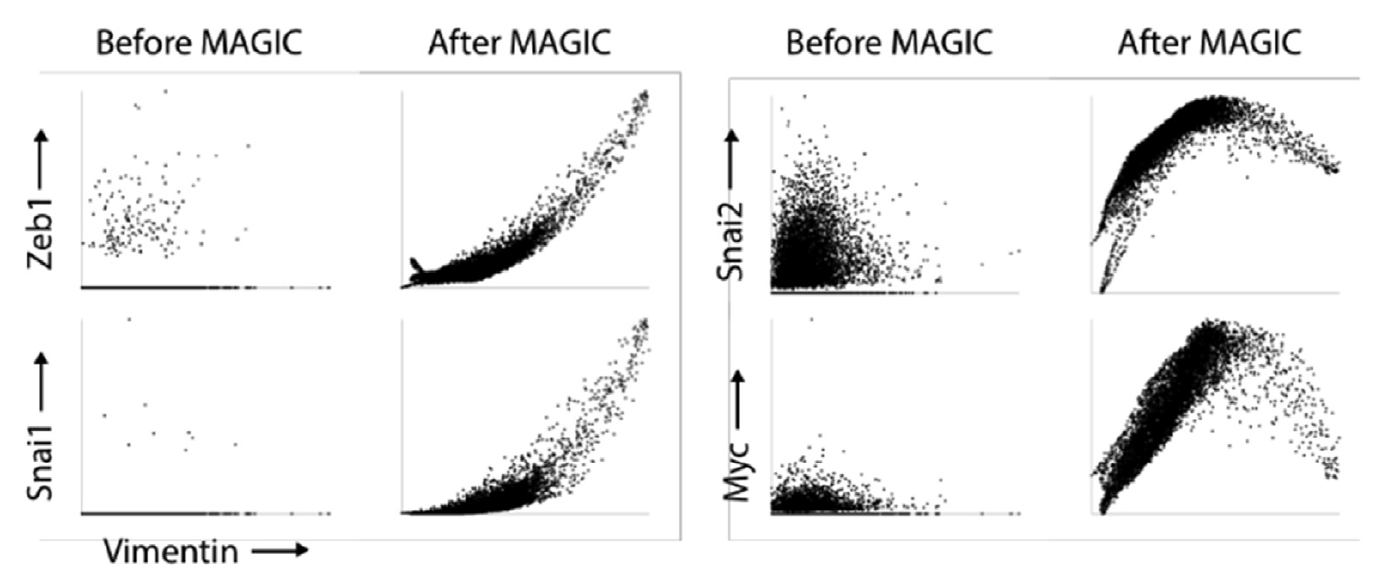 Before MAGIC
After MAGIC
Before MAGIC
After MAGIC
Zeb1
Snai2
Snai1
Myc
Vimentin